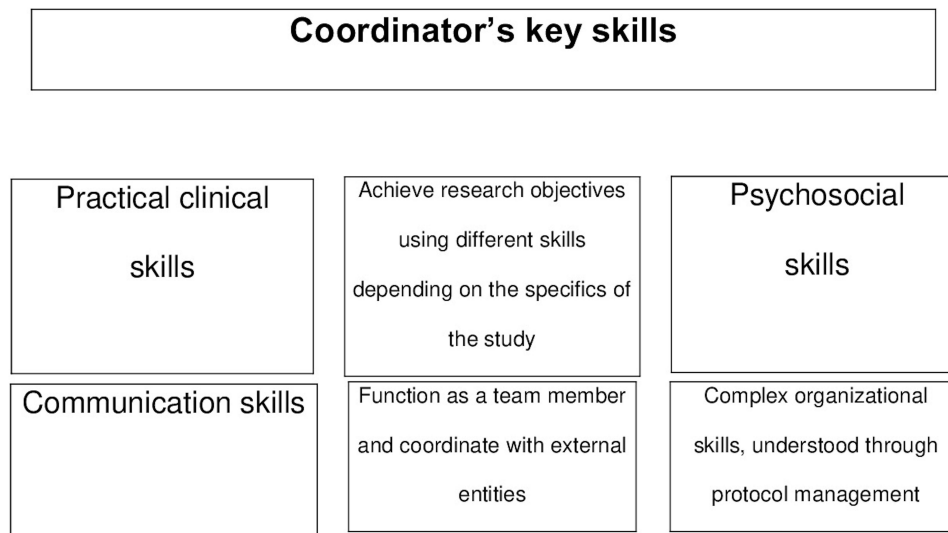 Coordinator’s key skills
Practical clinical
skills
Achieve research objectives
using different skills
depending on the specifics of
the study
Psychosocial
skills
Communication skills
Function as a team member
and coordinate with external
entities
Complex organizational
skills, understood through
protocol management